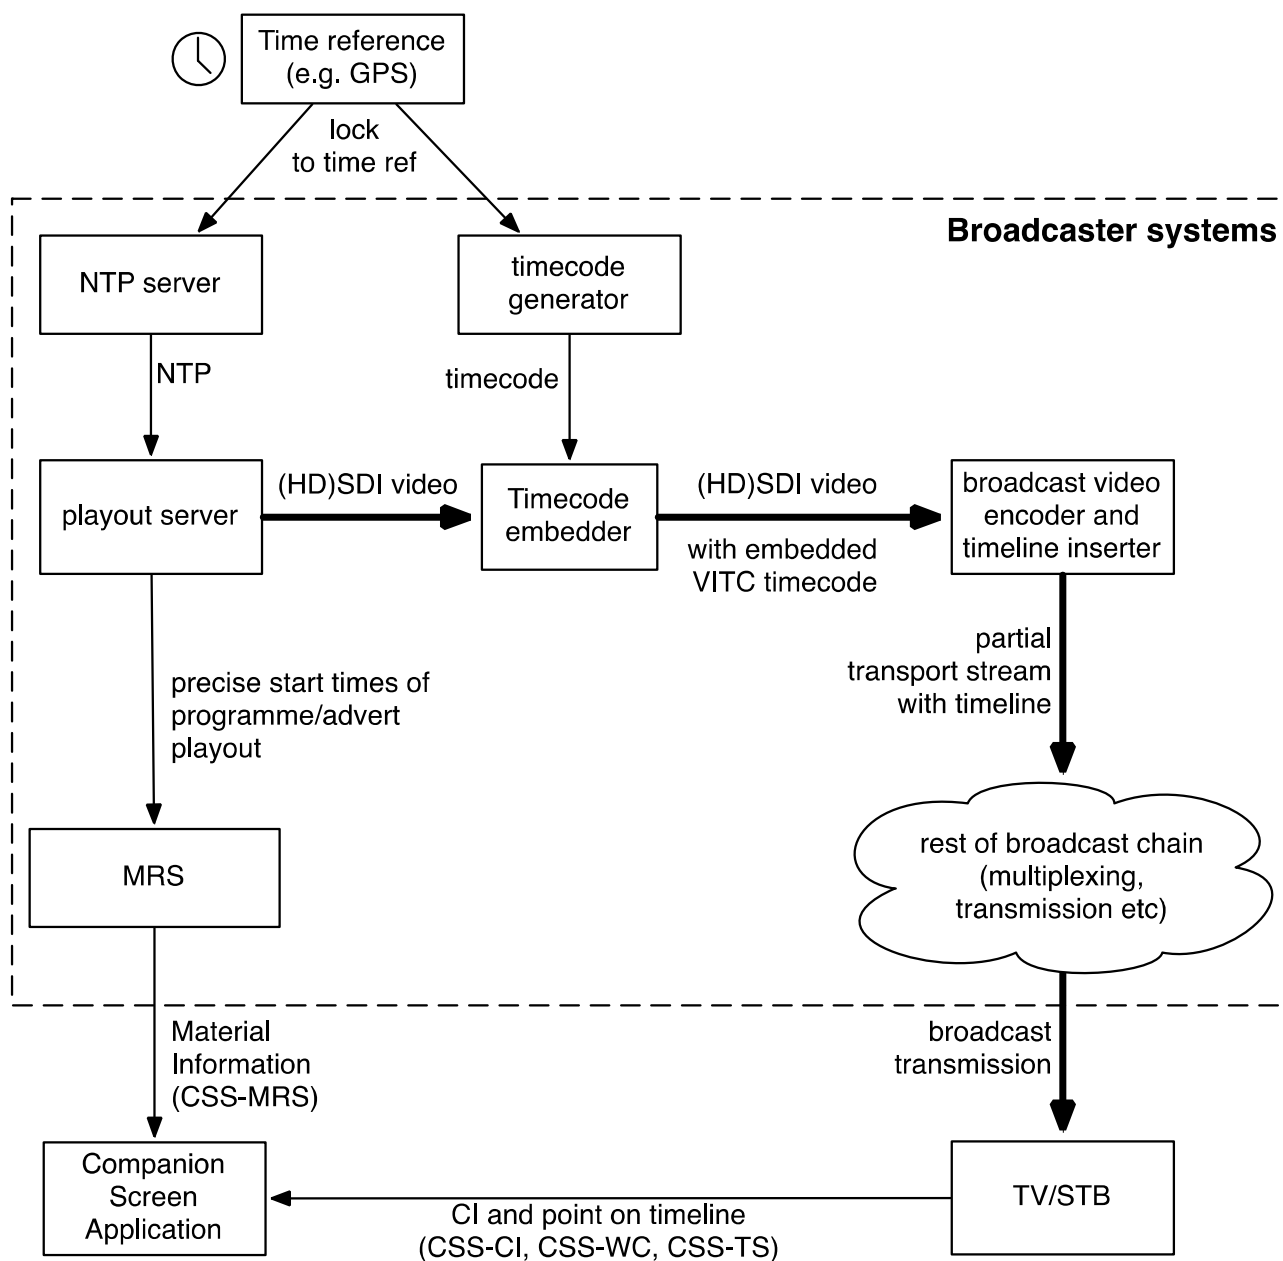 Time reference
(e.g. GPS)
lock
to time ref
Broadcaster systems
NTP server
timecode
generator
NTP
timecode
playout server
(HD)SDI video
Timecode
embedder
(HD)SDI video
with embedded
VITC timecode
broadcast video
encoder and
timeline inserter
partial
transport stream
with timeline
precise start times of
programme/advert
playout
MRS
rest of broadcast chain
(multiplexing,
transmission etc)
Material
Information
(CSS-MRS)
broadcast
transmission
Companion
Screen
Application
CI and point on timeline
(CSS-CI, CSS-WC, CSS-TS)
TV/STB